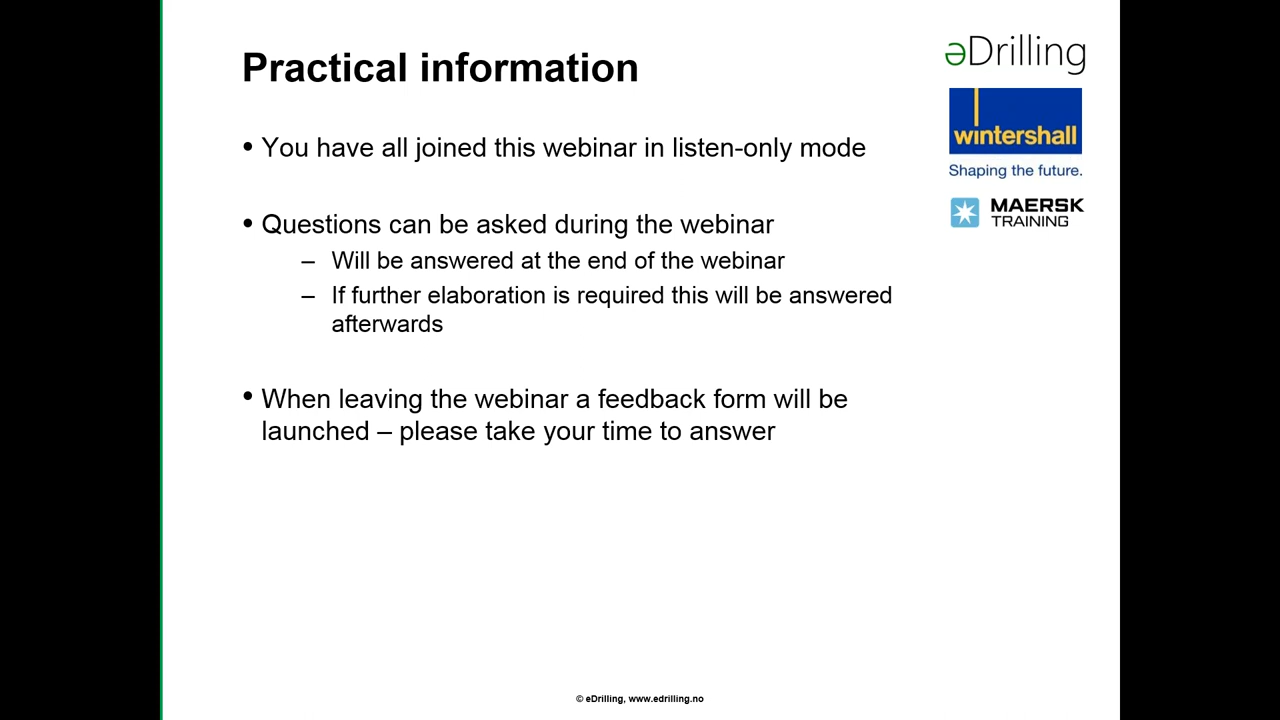 Practical information
• You have all joined this webinar in listen-only mode
• Questions can be asked during the webinar
– Will be answered at the end of the webinar
– If further elaboration is required this will be answered
afterwards
• When leaving the webinar a feedback form will be
launched – please take your time to answer
əDrilling
wintershall
Shaping the future.
MAERSK
TRAINING
© eDrilling, www.edrilling.no